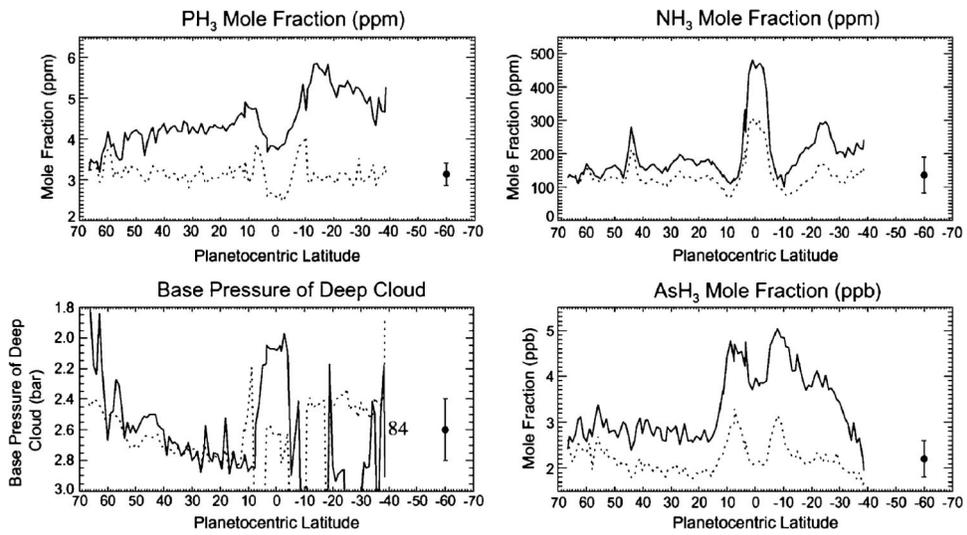 PH₃ Mole Fraction (ppm)
Mole Fraction (ppm)
6
5
4
3
2
70 60 50 40 30 20 10 0 -10 -20 -30 -40 -50 -60 -70
Planetocentric Latitude
NH₃ Mole Fraction (ppm)
Mole Fraction (ppm)
500
400
300
200
100
0
70 60 50 40 30 20 10 0 -10 -20 -30 -40 -50 -60 -70
Planetocentric Latitude
Base Pressure of Deep Cloud
Base Pressure of Deep
Cloud (bar)
1.8
2.0
2.2
2.4
2.6
2.8
3.0
84
70 60 50 40 30 20 10 0 -10 -20 -30 -40 -50 -60 -70
Planetocentric Latitude
AsH₃ Mole Fraction (ppb)
Mole Fraction (ppb)
5
4
3
2
70 60 50 40 30 20 10 0 -10 -20 -30 -40 -50 -60 -70
Planetocentric Latitude